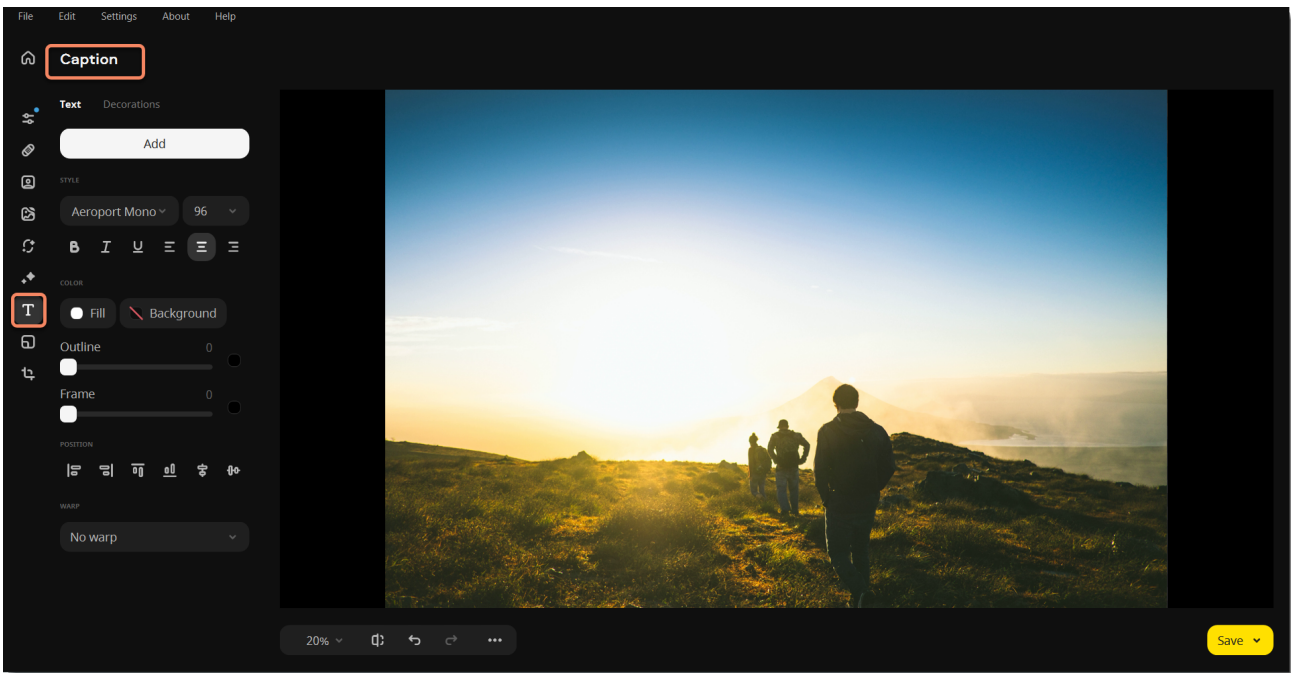 File Edit Settings About Help
Caption
Text Decorations
Add
STYLE
Aeroport Mono 96
B I U
COLOR
Fill Background
Outline 0
Frame 0
POSITION
WARP
No warp
T
20%
Save